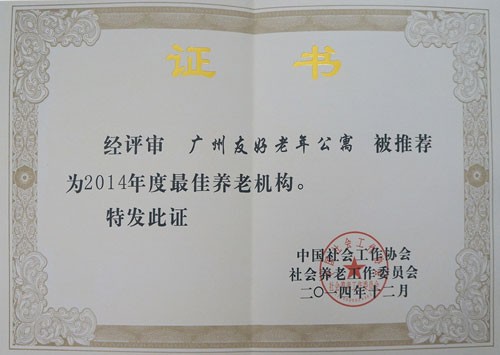 证 书
经评审 广州友好老年公寓 被推荐
为2014年度最佳养老机构。
特发此证
中国社会工作协会
社会养老工作委员会
二〇一四年十二月